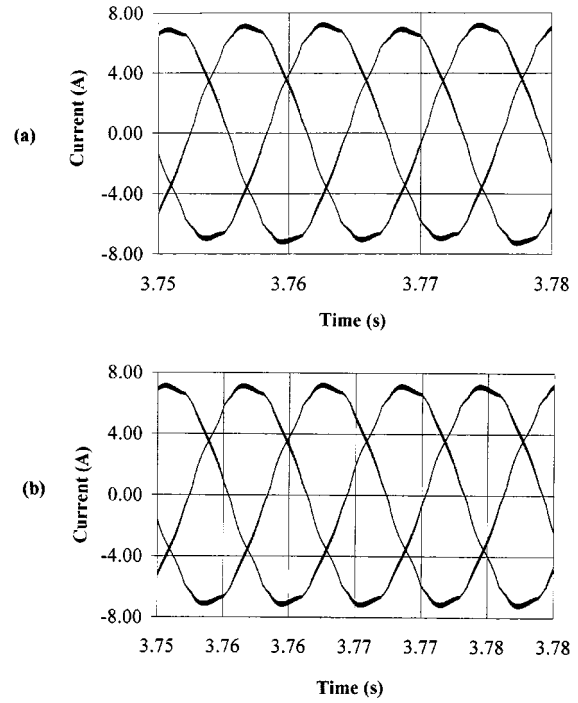 8.00
4.00
0.00
-4.00
-8.00
Current (A)
(a)
3.75 3.76 3.77 3.78
Time (s)
8.00
4.00
0.00
-4.00
-8.00
Current (A)
(b)
3.75 3.76 3.76 3.77 3.77 3.78 3.78
Time (s)